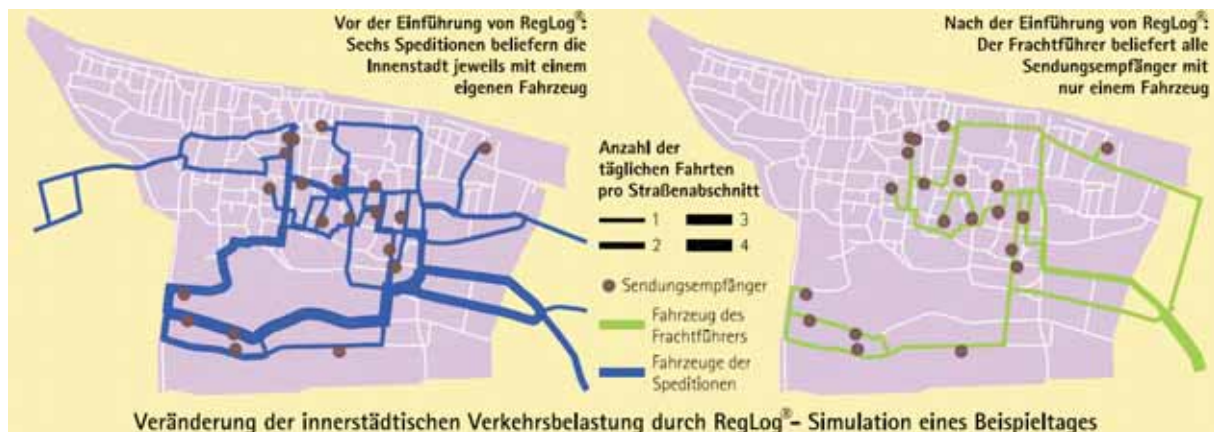 Vor der Einführung von RegLog®:
Sechs Speditionen beliefern die
Innenstadt jeweils mit einem
eigenen Fahrzeug
Nach der Einführung von RegLog®:
Der Frachtführer beliefert alle
Sendungsempfänger mit
nur einem Fahrzeug
Anzahl der
täglichen Fahrten
pro Straßenabschnitt
1 3
2 4
Sendungsempfänger
Fahrzeug des
Frachtführers
Fahrzeuge der
Speditionen
Veränderung der innerstädtischen Verkehrsbelastung durch RegLog®– Simulation eines Beispieltages